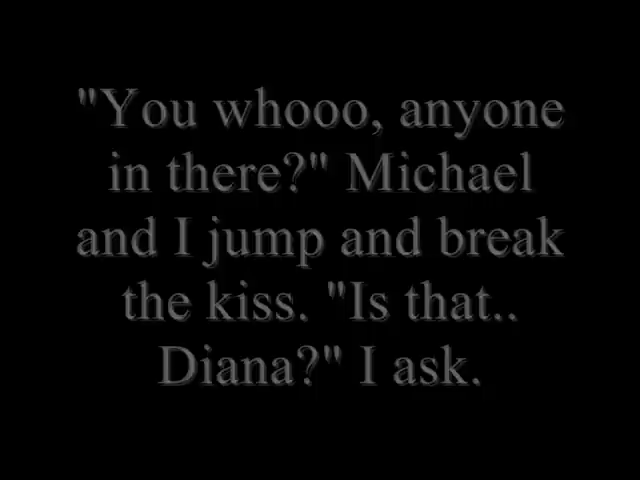 "You whooo, anyone
in there?" Michael
and I jump and break
the kiss. "Is that..
Diana?" I ask.